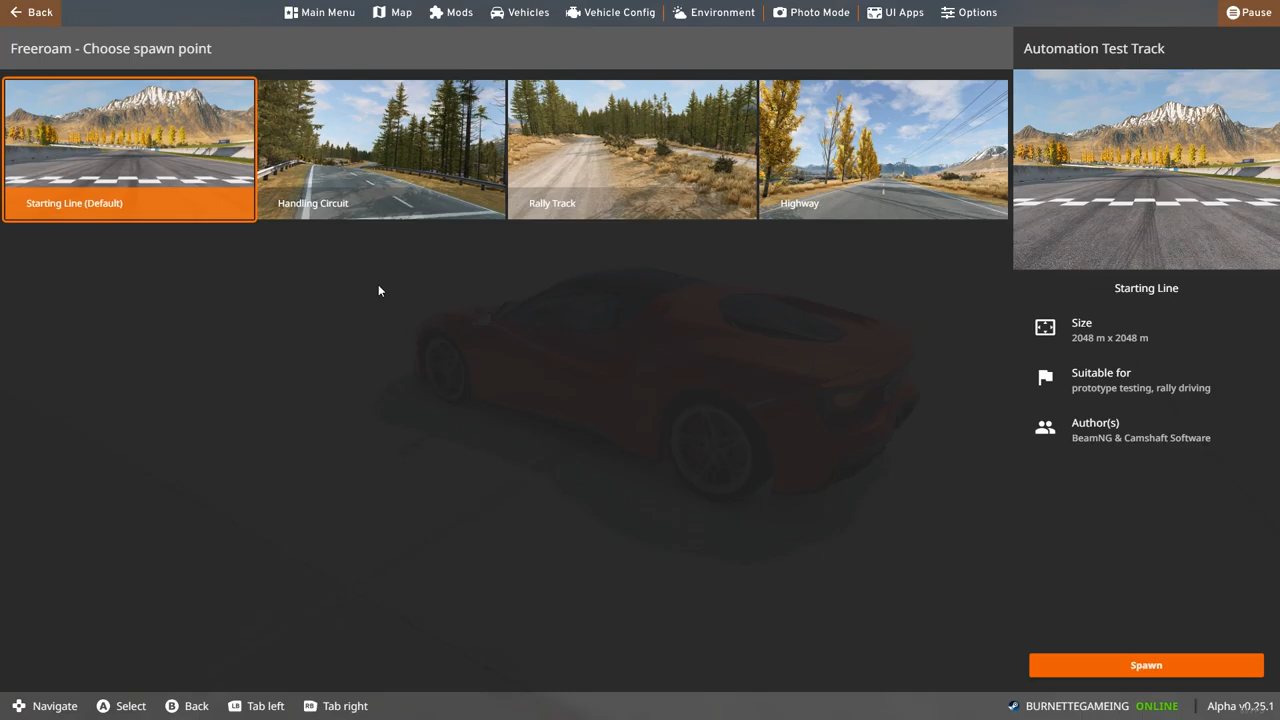 Back
Main Menu
Map
Mods
Vehicles
Vehicle Config
Environment
Photo Mode
UI Apps
Options
Pause
Freeroam - Choose spawn point
Starting Line (Default)
Handling Circuit
Rally Track
Highway
Automation Test Track
Starting Line
Size
2048 m x 2048 m
Suitable for
prototype testing, rally driving
Author(s)
BeamNG & Camshaft Software
Spawn
Navigate
A Select
B Back
LB Tab left
RB Tab right
BURNETTEGAMEING ONLINE
Alpha v0.25.1